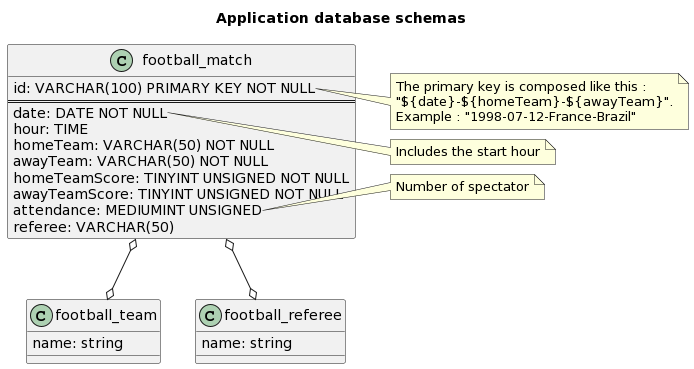 Application database schemas
C football_match
id: VARCHAR(100) PRIMARY KEY NOT NULL
date: DATE NOT NULL
hour: TIME
homeTeam: VARCHAR(50) NOT NULL
awayTeam: VARCHAR(50) NOT NULL
homeTeamScore: TINYINT UNSIGNED NOT NULL
awayTeamScore: TINYINT UNSIGNED NOT NULL
attendance: MEDIUMINT UNSIGNED
referee: VARCHAR(50)
The primary key is composed like this :
"${date}-${homeTeam}-${awayTeam}".
Example : "1998-07-12-France-Brazil"
Includes the start hour
Number of spectator
C football_team
name: string
C football_referee
name: string